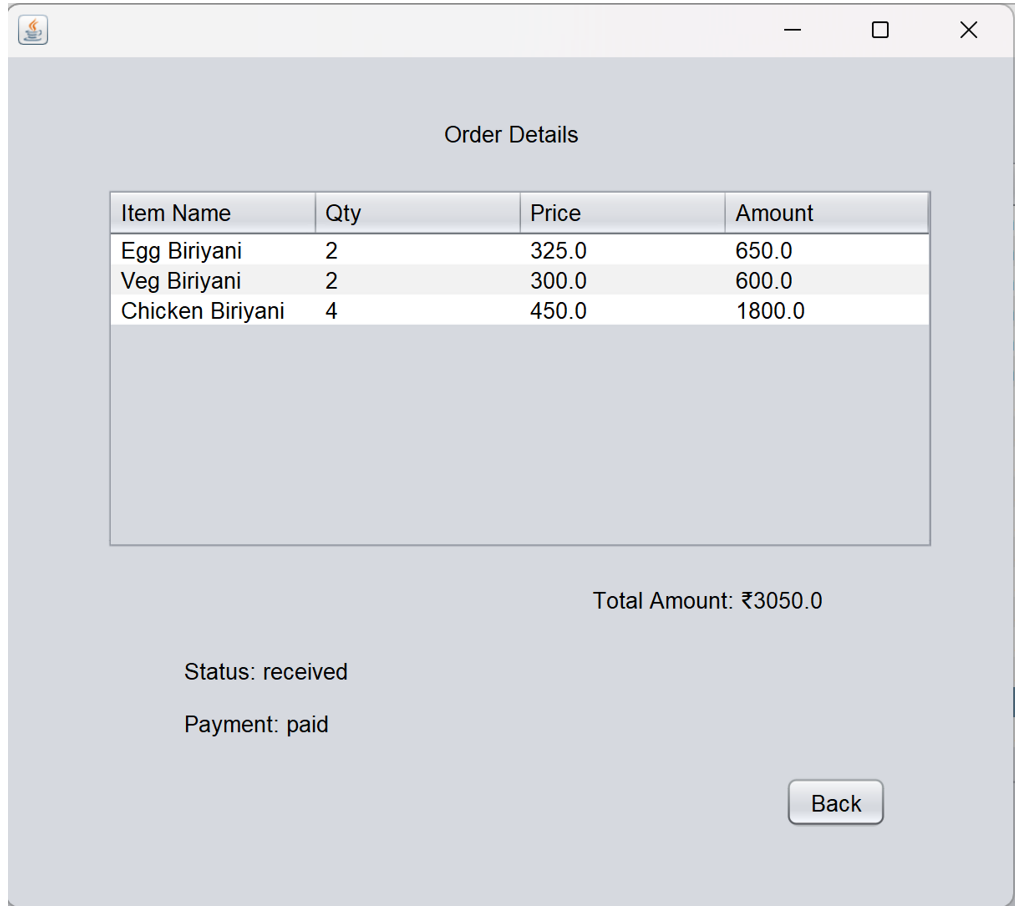 Order Details
Item Name Qty Price Amount
Egg Biriyani 2 325.0 650.0
Veg Biriyani 2 300.0 600.0
Chicken Biriyani 4 450.0 1800.0
Total Amount: ₹3050.0
Status: received
Payment: paid
Back